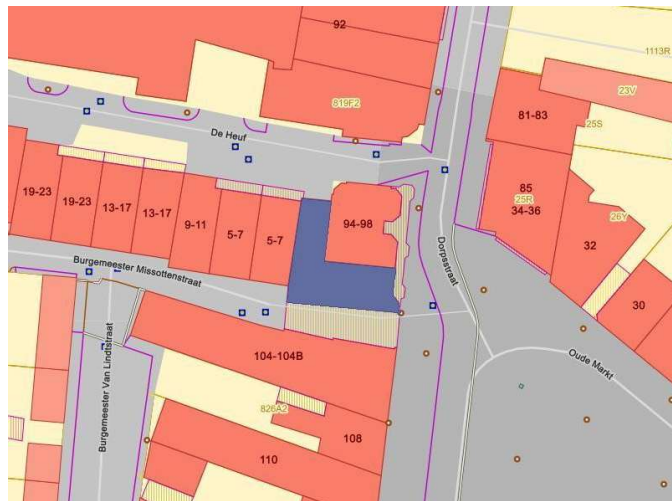 92
1113R
23V
819F2
81-83
25S
De Heuf
19-23
19-23
13-17
13-17
9-11
5-7
5-7
94-98
85
25R
34-36
26Y
32
30
Burgemeester Missottenstraat
Dorpsstraat
Burgemeester Van Lindtstraat
104-104B
Oude Markt
826A2
108
110